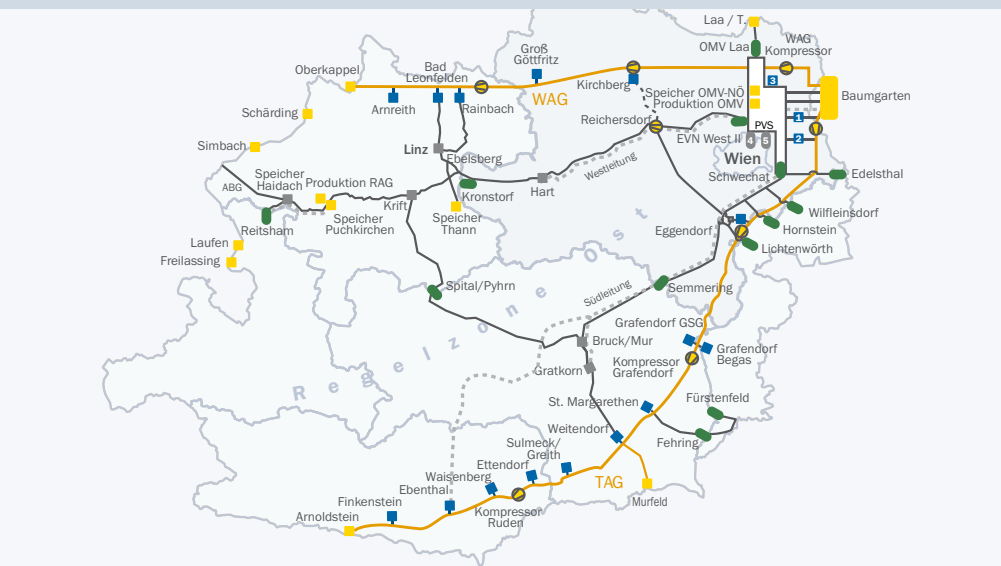 Laa / T.
OMV Laa
WAG
Kompressor
Groß
Göttfritz
Oberkappel
Bad
Leonfelden
Kirchberg
3
Speicher OMV-NÖ
Produktion OMV
Baumgarten
Arnreith
Rainbach
WAG
Schärding
Reichersdorf
PVS
1
EVN West II
4
5
2
Simbach
Linz
Ebelsberg
Westleitung
Wien
Schwechat
Edelsthal
Speicher
Haidach
Produktion RAG
ABG
Krift
Kronstorf
Hart
Speicher
Puchkirchen
Speicher
Thann
Reitsham
Wilfleinsdorf
Hornstein
Eggendorf
Lichtenwörth
Laufen
Freilassing
Spital/Pyhrn
Südleitung
Semmering
Regelzone Ost
Grafendorf GSG
Bruck/Mur
Grafendorf
Begas
Kompressor
Grafendorf
Gratkorn
St. Margarethen
Fürstenfeld
Weitendorf
Fehring
Sulmeck/
Greith
Ettendorf
Waisenberg
Ebenthal
TAG
Murfeld
Finkenstein
Arnoldstein
Kompressor
Ruden